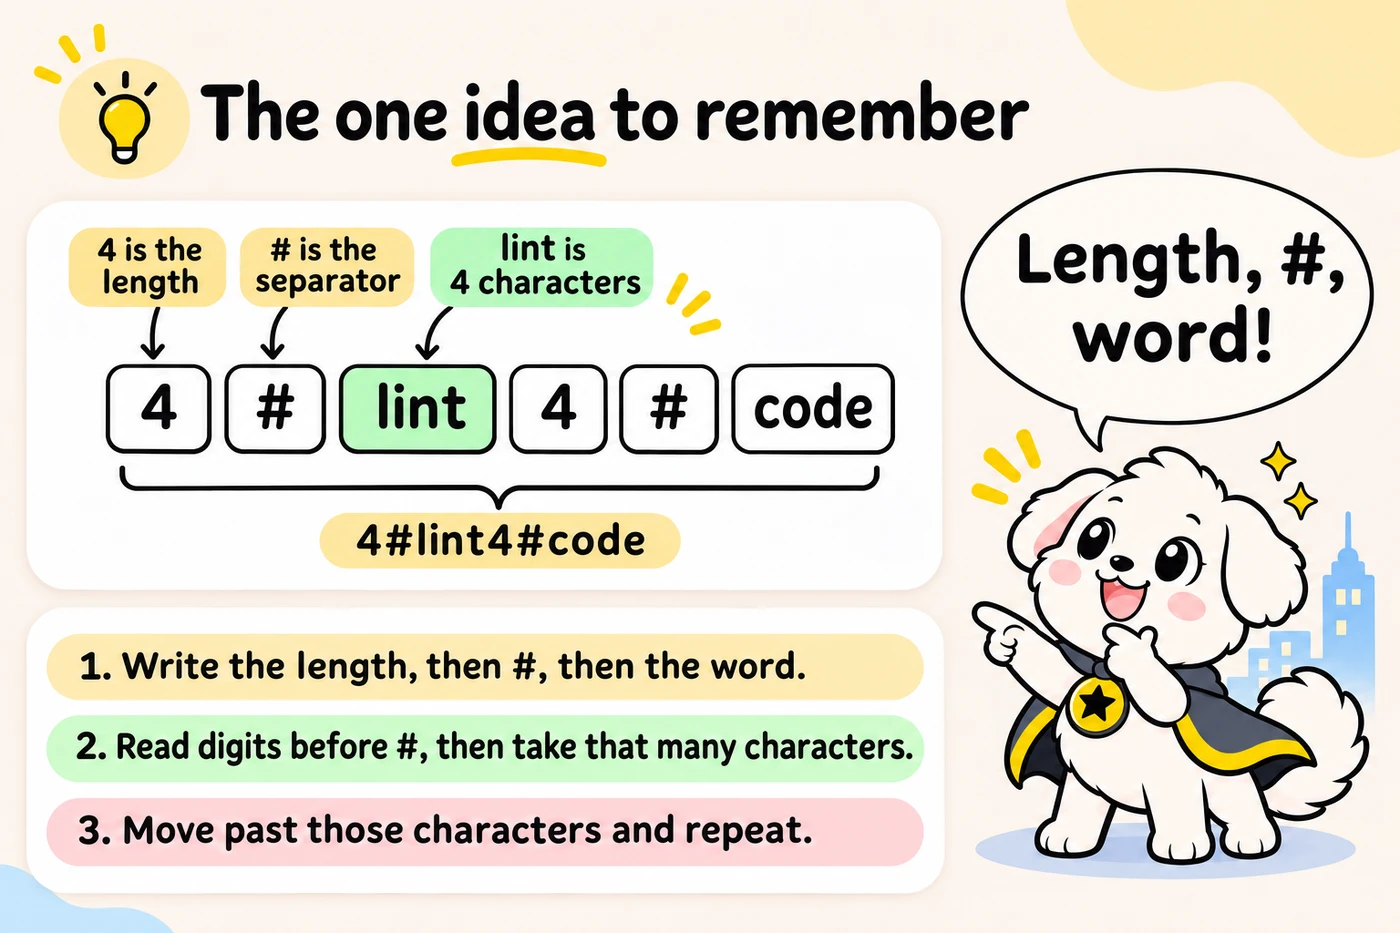 The one idea to remember
4 is the
length
# is the
separator
lint is
4 characters
4 # lint 4 # code
4#lint4#code
Length, #,
word!
1. Write the length, then #, then the word.
2. Read digits before #, then take that many characters.
3. Move past those characters and repeat.